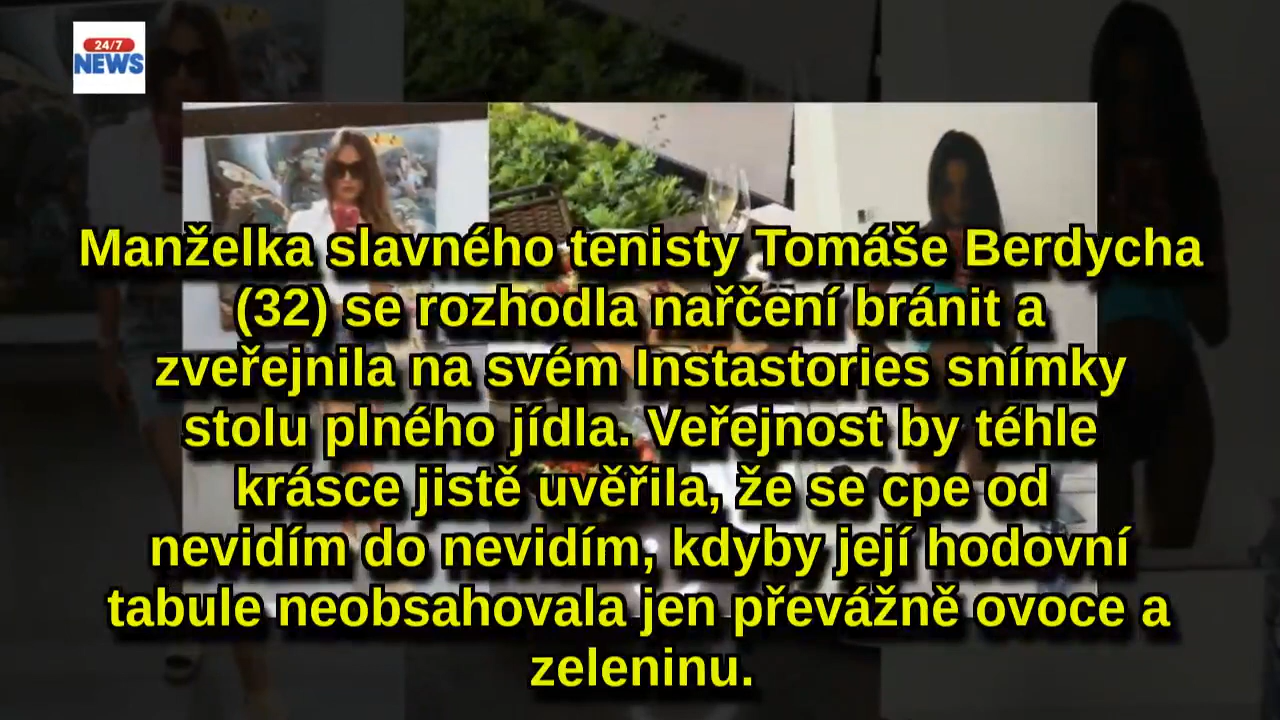 24/7
NEWS
Manželka slavného tenisty Tomáše Berdycha
(32) se rozhodla nařčení bránit a
zveřejnila na svém Instastories snímky
stolu plného jídla. Veřejnost by téhle
krásce jistě uvěřila, že se cpe od
nevidím do nevidím, kdyby její hodovní
tabule neobsahovala jen převážně ovoce a
zeleninu.